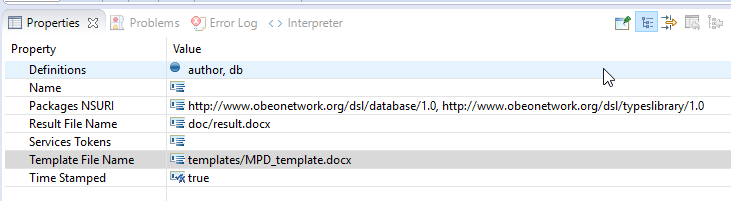 Properties Problems Error Log Interpreter
Property Value
Definitions author, db
Name
Packages NSURI http://www.obeonetwork.org/dsl/database/1.0, http://www.obeonetwork.org/dsl/typeslibrary/1.0
Result File Name doc/result.docx
Services Tokens
Template File Name templates/MPD_template.docx
Time Stamped true